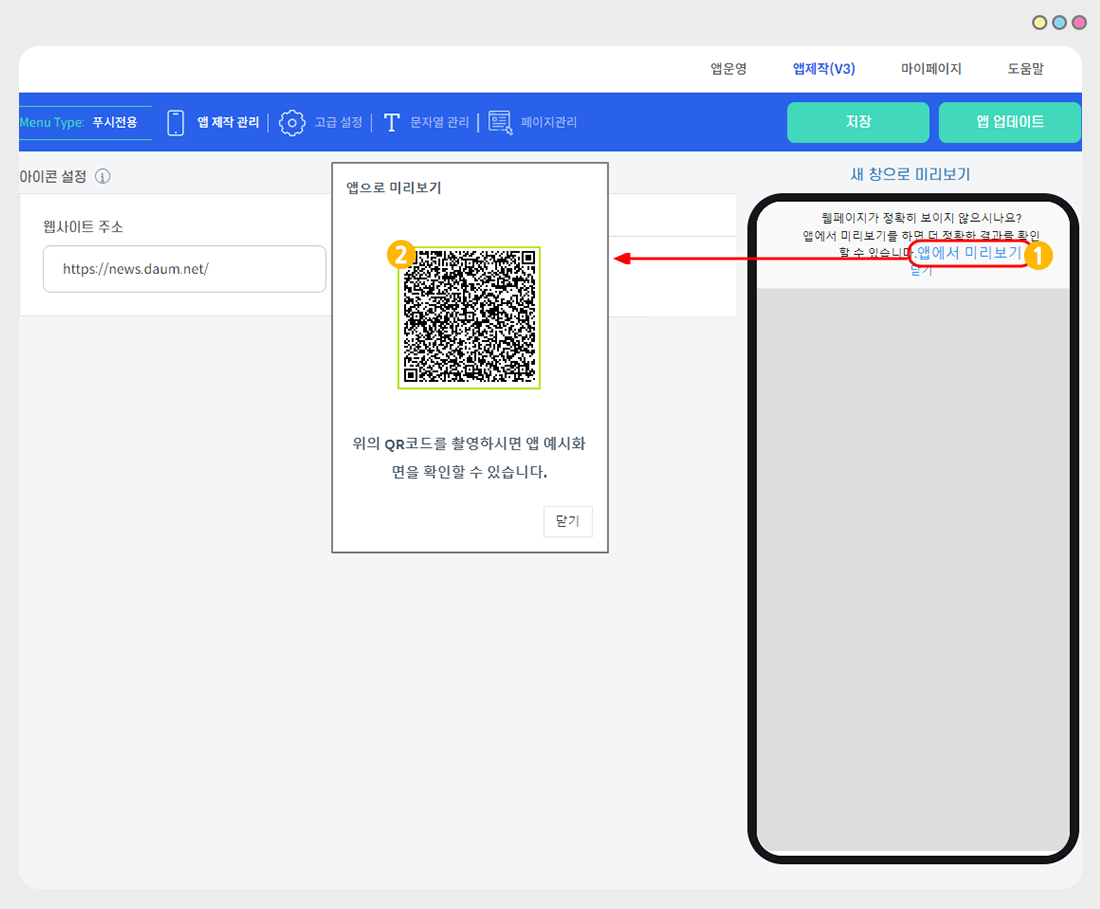 앱운영 앱제작(V3) 마이페이지 도움말
Menu Type: 푸시전용 앱 제작 관리 고급 설정 문자열 관리 페이지관리 저장 앱 업데이트
아이콘 설정
웹사이트 주소
https://news.daum.net/
앱으로 미리보기
2
위의 QR코드를 촬영하시면 앱 예시화
면을 확인할 수 있습니다.
닫기
새 창으로 미리보기
웹페이지가 정확히 보이지 않으시나요?
앱에서 미리보기를 하면 더 정확한 결과를 확인
할 수 있습니다.앱에서 미리보기 1
닫기